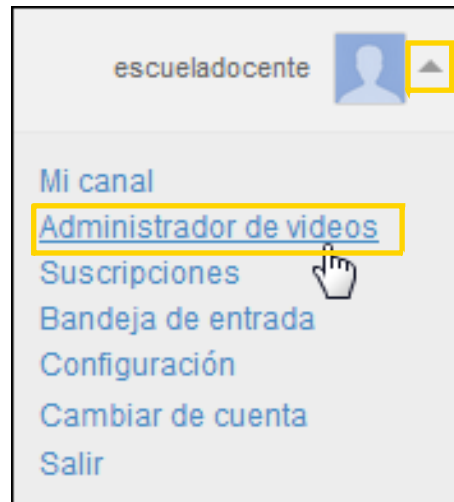 escueladocente
Mi canal
Administrador de videos
Suscripciones
Bandeja de entrada
Configuración
Cambiar de cuenta
Salir